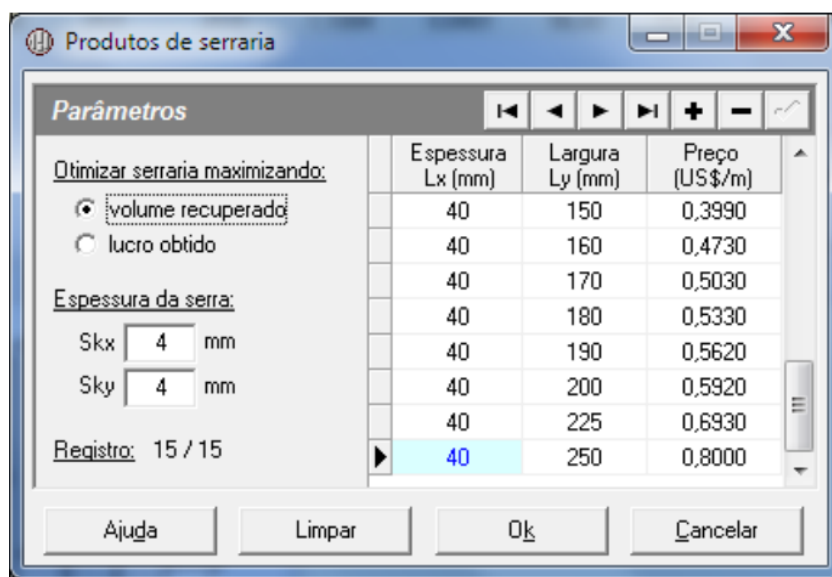 Produtos de serraria
Parâmetros
Otimizar serraria maximizando:
volume recuperado
lucro obtido
Espessura da serra:
Skx 4 mm
Sky 4 mm
Registro: 15 / 15
Espessura Lx (mm) Largura Ly (mm) Preço (US$/m)
40 150 0,3990
40 160 0,4730
40 170 0,5030
40 180 0,5330
40 190 0,5620
40 200 0,5920
40 225 0,6930
40 250 0,8000
Ajuda Limpar Ok Cancelar